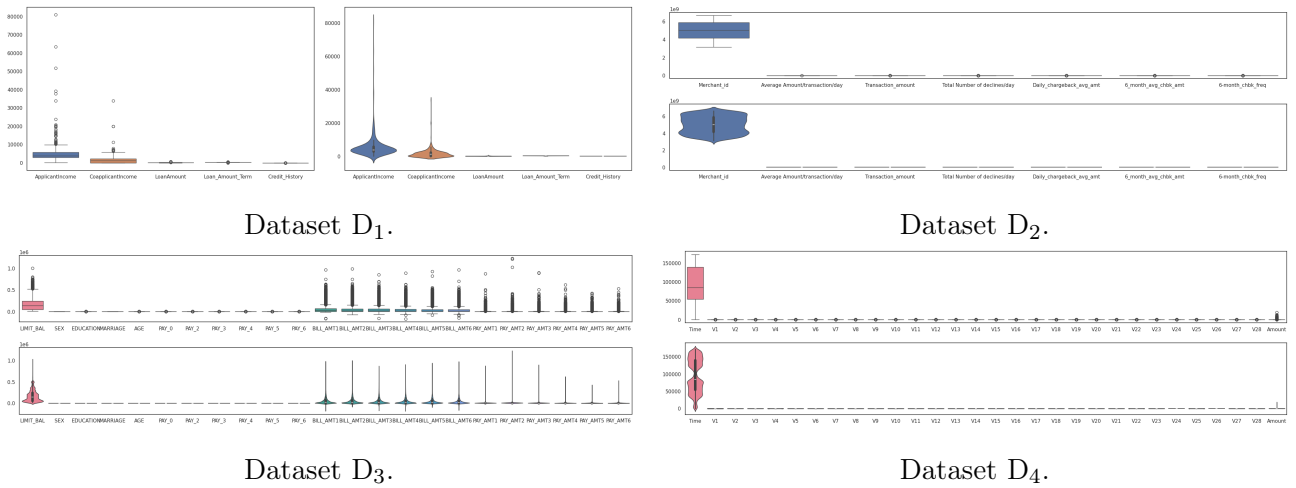 80000
70000
60000
50000
40000
30000
20000
10000
0
ApplicantIncome CoapplicantIncome LoanAmount Loan_Amount_Term Credit_History
80000
60000
40000
20000
0
ApplicantIncome CoapplicantIncome LoanAmount Loan_Amount_Term Credit_History
Dataset D₁.
1e9
6
4
2
0
Merchant_id Average Amount/transaction/day Transaction_amount Total Number of declines/day Daily_chargeback_avg_amt 6_month_avg_chbk_amt 6-month_chbk_freq
1e9
6
4
2
0
Merchant_id Average Amount/transaction/day Transaction_amount Total Number of declines/day Daily_chargeback_avg_amt 6_month_avg_chbk_amt 6-month_chbk_freq
Dataset D₂.
1e6
1.0
0.5
0.0
LIMIT_BAL SEX EDUCATION MARRIAGE AGE PAY_0 PAY_2 PAY_3 PAY_4 PAY_5 PAY_6 BILL_AMT1 BILL_AMT2 BILL_AMT3 BILL_AMT4 BILL_AMT5 BILL_AMT6 PAY_AMT1 PAY_AMT2 PAY_AMT3 PAY_AMT4 PAY_AMT5 PAY_AMT6
1e6
1.0
0.5
0.0
LIMIT_BAL SEX EDUCATION MARRIAGE AGE PAY_0 PAY_2 PAY_3 PAY_4 PAY_5 PAY_6 BILL_AMT1 BILL_AMT2 BILL_AMT3 BILL_AMT4 BILL_AMT5 BILL_AMT6 PAY_AMT1 PAY_AMT2 PAY_AMT3 PAY_AMT4 PAY_AMT5 PAY_AMT6
Dataset D₃.
150000
100000
50000
0
Time V1 V2 V3 V4 V5 V6 V7 V8 V9 V10 V11 V12 V13 V14 V15 V16 V17 V18 V19 V20 V21 V22 V23 V24 V25 V26 V27 V28 Amount
150000
100000
50000
0
Time V1 V2 V3 V4 V5 V6 V7 V8 V9 V10 V11 V12 V13 V14 V15 V16 V17 V18 V19 V20 V21 V22 V23 V24 V25 V26 V27 V28 Amount
Dataset D₄.